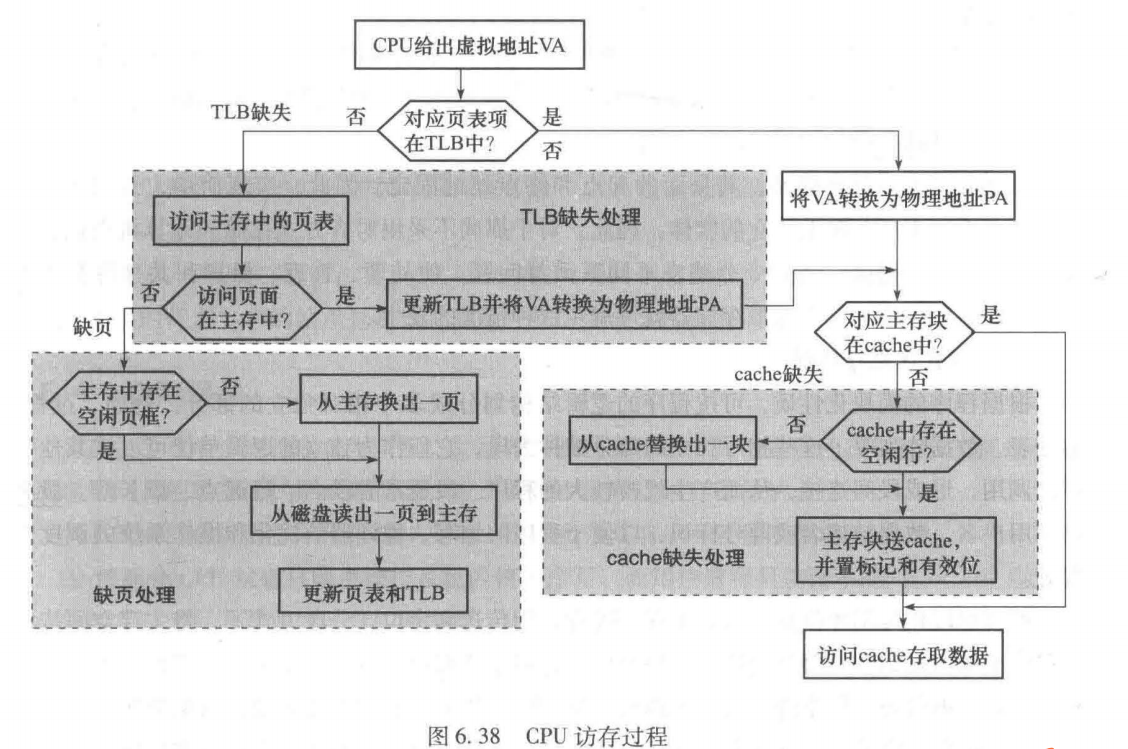 CPU给出虚拟地址VA
TLB缺失
否
对应页表项
在TLB中?
是
否
访问主存中的页表
TLB缺失处理
将VA转换为物理地址PA
否
访问页面
在主存中?
是
更新TLB并将VA转换为物理地址PA
缺页
对应主存块
在cache中?
是
cache缺失
否
主存中存在
空闲页框?
否
从主存换出一页
是
从cache替换出一块
否
cache中存在
空闲行?
是
从磁盘读出一页到主存
cache缺失处理
主存块送cache,
并置标记和有效位
缺页处理
更新页表和TLB
访问cache存取数据
图6.38 CPU 访存过程